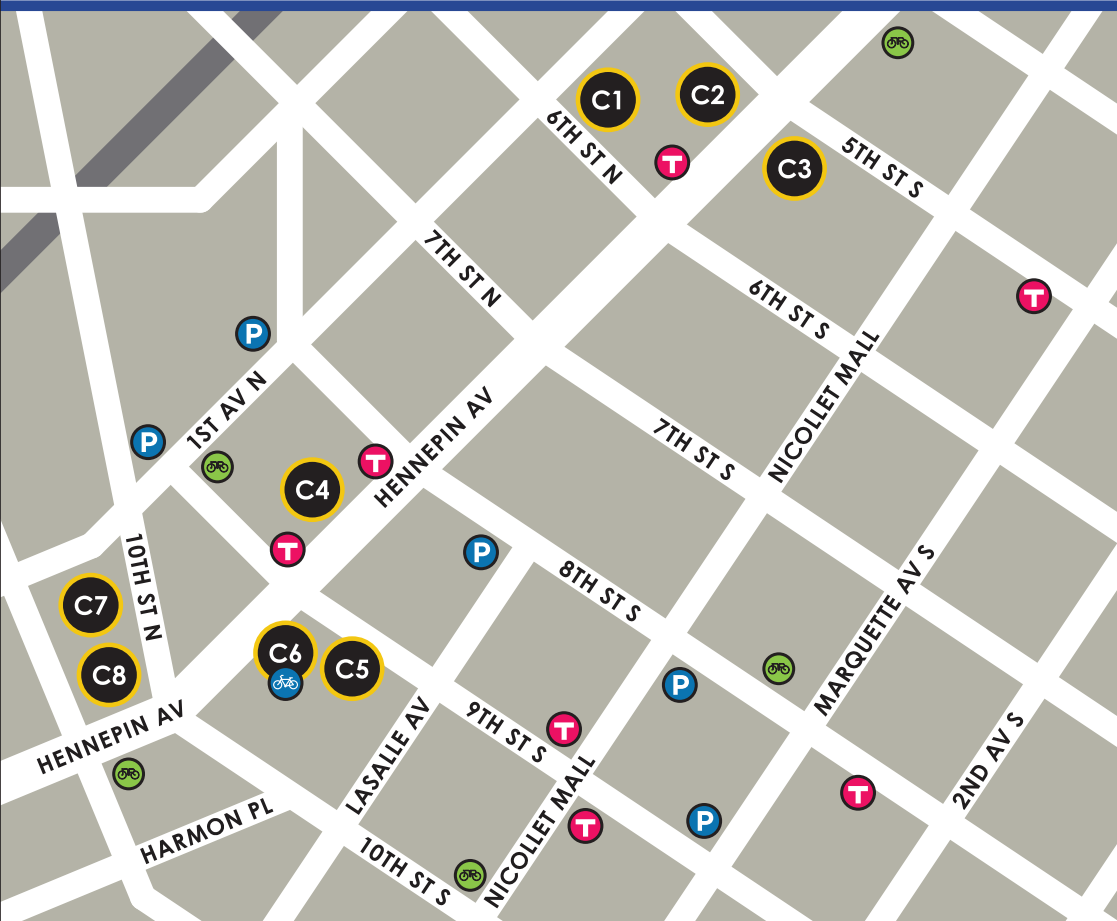 C1
C2
6TH ST N
T
C3
5TH ST S
7TH ST N
6TH ST S
T
P
1ST AV N
NICOLLET MALL
HENNEPIN AV
7TH ST S
P
T
C4
T
P
10TH ST N
8TH ST S
MARQUETTE AV S
C7
C6
C5
C8
P
HENNEPIN AV
LASALLE AV
9TH ST S
T
2ND AV S
NICOLLET MALL
T
P
T
HARMON PL
10TH ST S